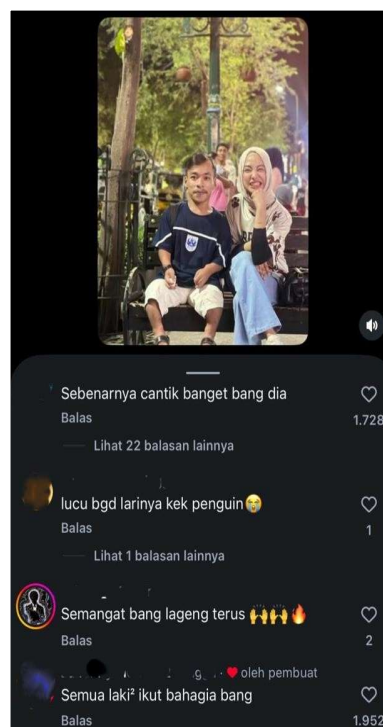 Sebenarnya cantik banget bang dia
Balas
1.728
Lihat 22 balasan lainnya
lucu bgd larinya kek penguin😭
Balas
1
Lihat 1 balasan lainnya
Semangat bang lageng terus 🙌🙌🔥
Balas
2
oleh pembuat
Semua laki² ikut bahagia bang
Balas
1.952